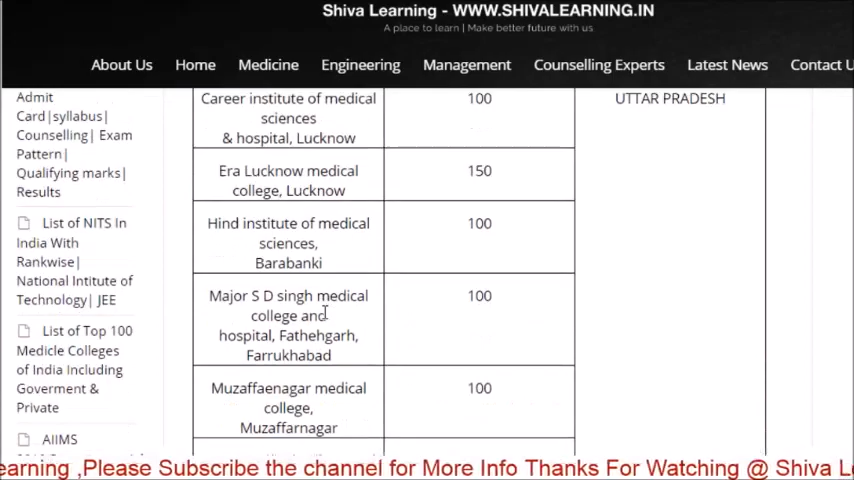 Shiva Learning - WWW.SHIVALEARNING.IN
A place to learn | Make better future with us
About Us Home Medicine Engineering Management Counselling Experts Latest News Contact U
Admit
Card|syllabus|
Counselling| Exam
Pattern|
Qualifying marks|
Results
List of NITS In
India With
Rankwise|
National Intitute of
Technology| JEE
List of Top 100
Medicle Colleges
of India Including
Goverment &
Private
AIIMS
Career institute of medical
sciences
& hospital, Lucknow
100
UTTAR PRADESH
Era Lucknow medical
college, Lucknow
150
Hind institute of medical
sciences,
Barabanki
100
Major S D singh medical
college and
hospital, Fathehgarh,
Farrukhabad
100
Muzaffaenagar medical
college,
Muzaffarnagar
100
earning ,Please Subscribe the channel for More Info Thanks For Watching @ Shiva L